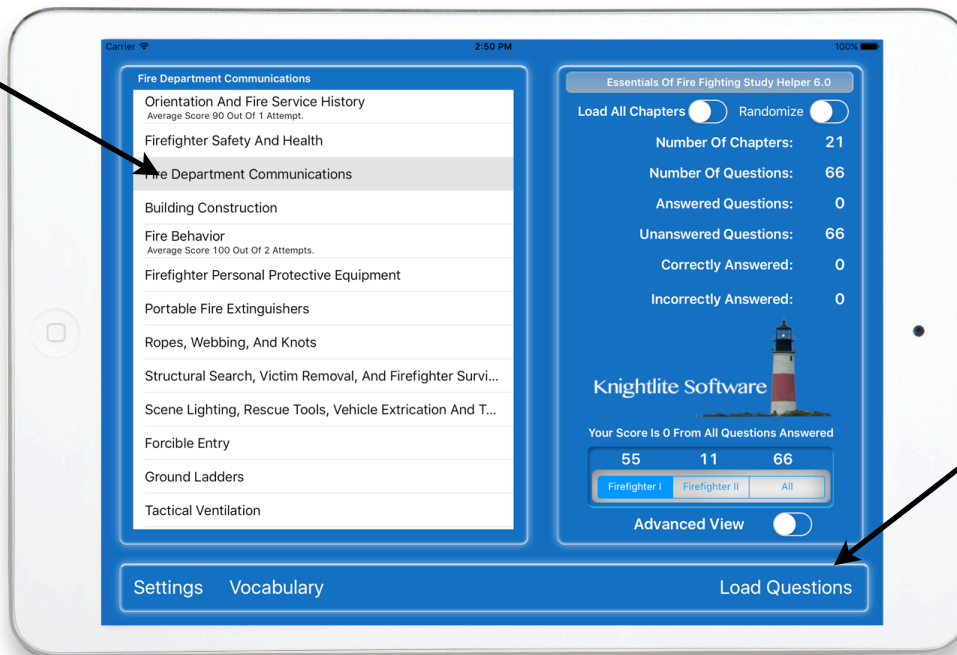 Carrier 2:50 PM 100%
Fire Department Communications
Orientation And Fire Service History
Average Score 90 Out Of 1 Attempt.
Firefighter Safety And Health
Fire Department Communications
Building Construction
Fire Behavior
Average Score 100 Out Of 2 Attempts.
Firefighter Personal Protective Equipment
Portable Fire Extinguishers
Ropes, Webbing, And Knots
Structural Search, Victim Removal, And Firefighter Survi...
Scene Lighting, Rescue Tools, Vehicle Extrication And T...
Forcible Entry
Ground Ladders
Tactical Ventilation
Essentials Of Fire Fighting Study Helper 6.0
Load All Chapters Randomize
Number Of Chapters: 21
Number Of Questions: 66
Answered Questions: 0
Unanswered Questions: 66
Correctly Answered: 0
Incorrectly Answered: 0
Knightlite Software
Your Score Is 0 From All Questions Answered
55 11 66
Firefighter I Firefighter II All
Advanced View
Settings Vocabulary Load Questions